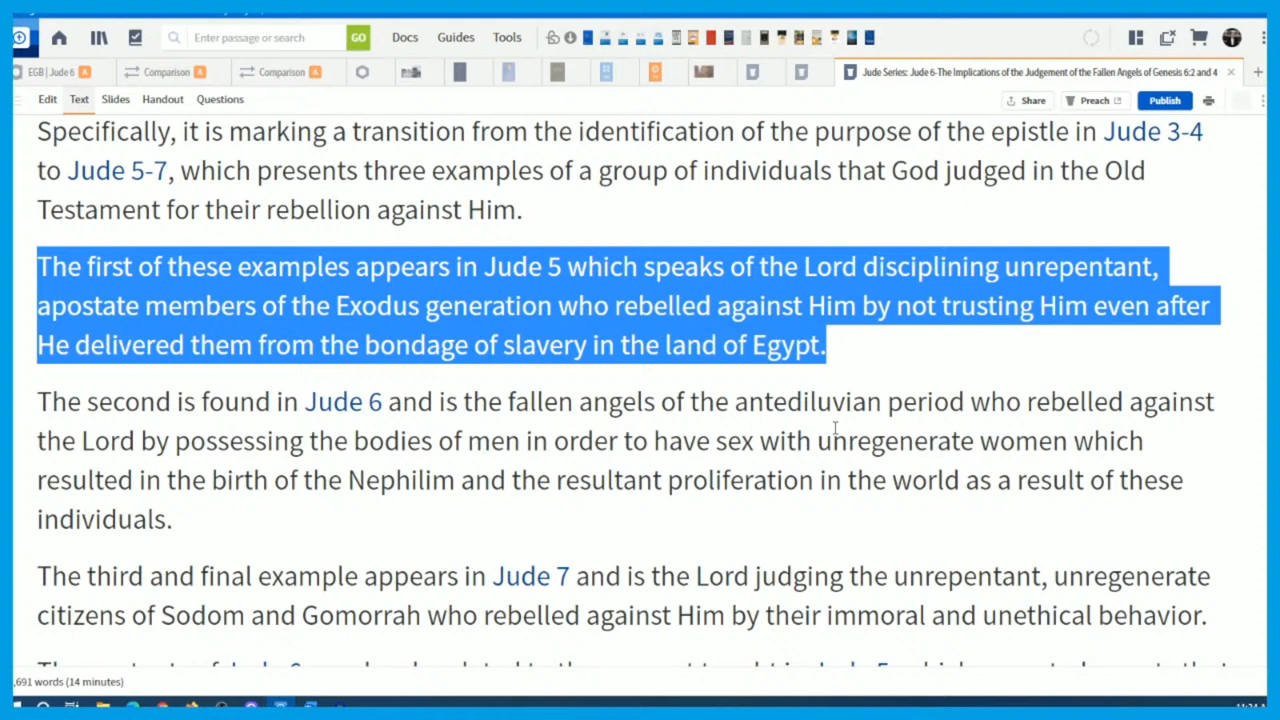 Enter passage or search GO Docs Guides Tools
EGB | Jude 6 A Comparison A Comparison A Jude Series: Jude 6-The Implications of the Judgement of the Fallen Angels of Genesis 6:2 and 4
Edit Text Slides Handout Questions Share Preach Publish
Specifically, it is marking a transition from the identification of the purpose of the epistle in Jude 3-4
to Jude 5-7, which presents three examples of a group of individuals that God judged in the Old
Testament for their rebellion against Him.
The first of these examples appears in Jude 5 which speaks of the Lord disciplining unrepentant,
apostate members of the Exodus generation who rebelled against Him by not trusting Him even after
He delivered them from the bondage of slavery in the land of Egypt.
The second is found in Jude 6 and is the fallen angels of the antediluvian period who rebelled against
the Lord by possessing the bodies of men in order to have sex with unregenerate women which
resulted in the birth of the Nephilim and the resultant proliferation in the world as a result of these
individuals.
The third and final example appears in Jude 7 and is the Lord judging the unrepentant, unregenerate
citizens of Sodom and Gomorrah who rebelled against Him by their immoral and unethical behavior.
,691 words (14 minutes)